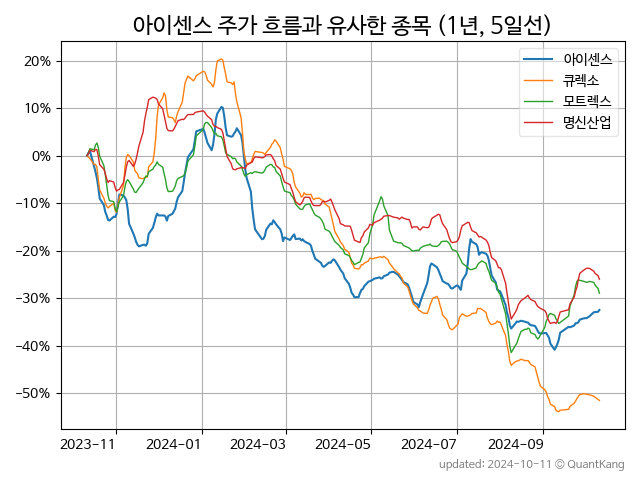 아이센스 주가 흐름과 유사한 종목 (1년, 5일선)
아이센스
큐렉소
모트렉스
명신산업
20%
10%
0%
−10%
−20%
−30%
−40%
−50%
2023-11
2024-01
2024-03
2024-05
2024-07
2024-09
updated: 2024-10-11 © QuantKang